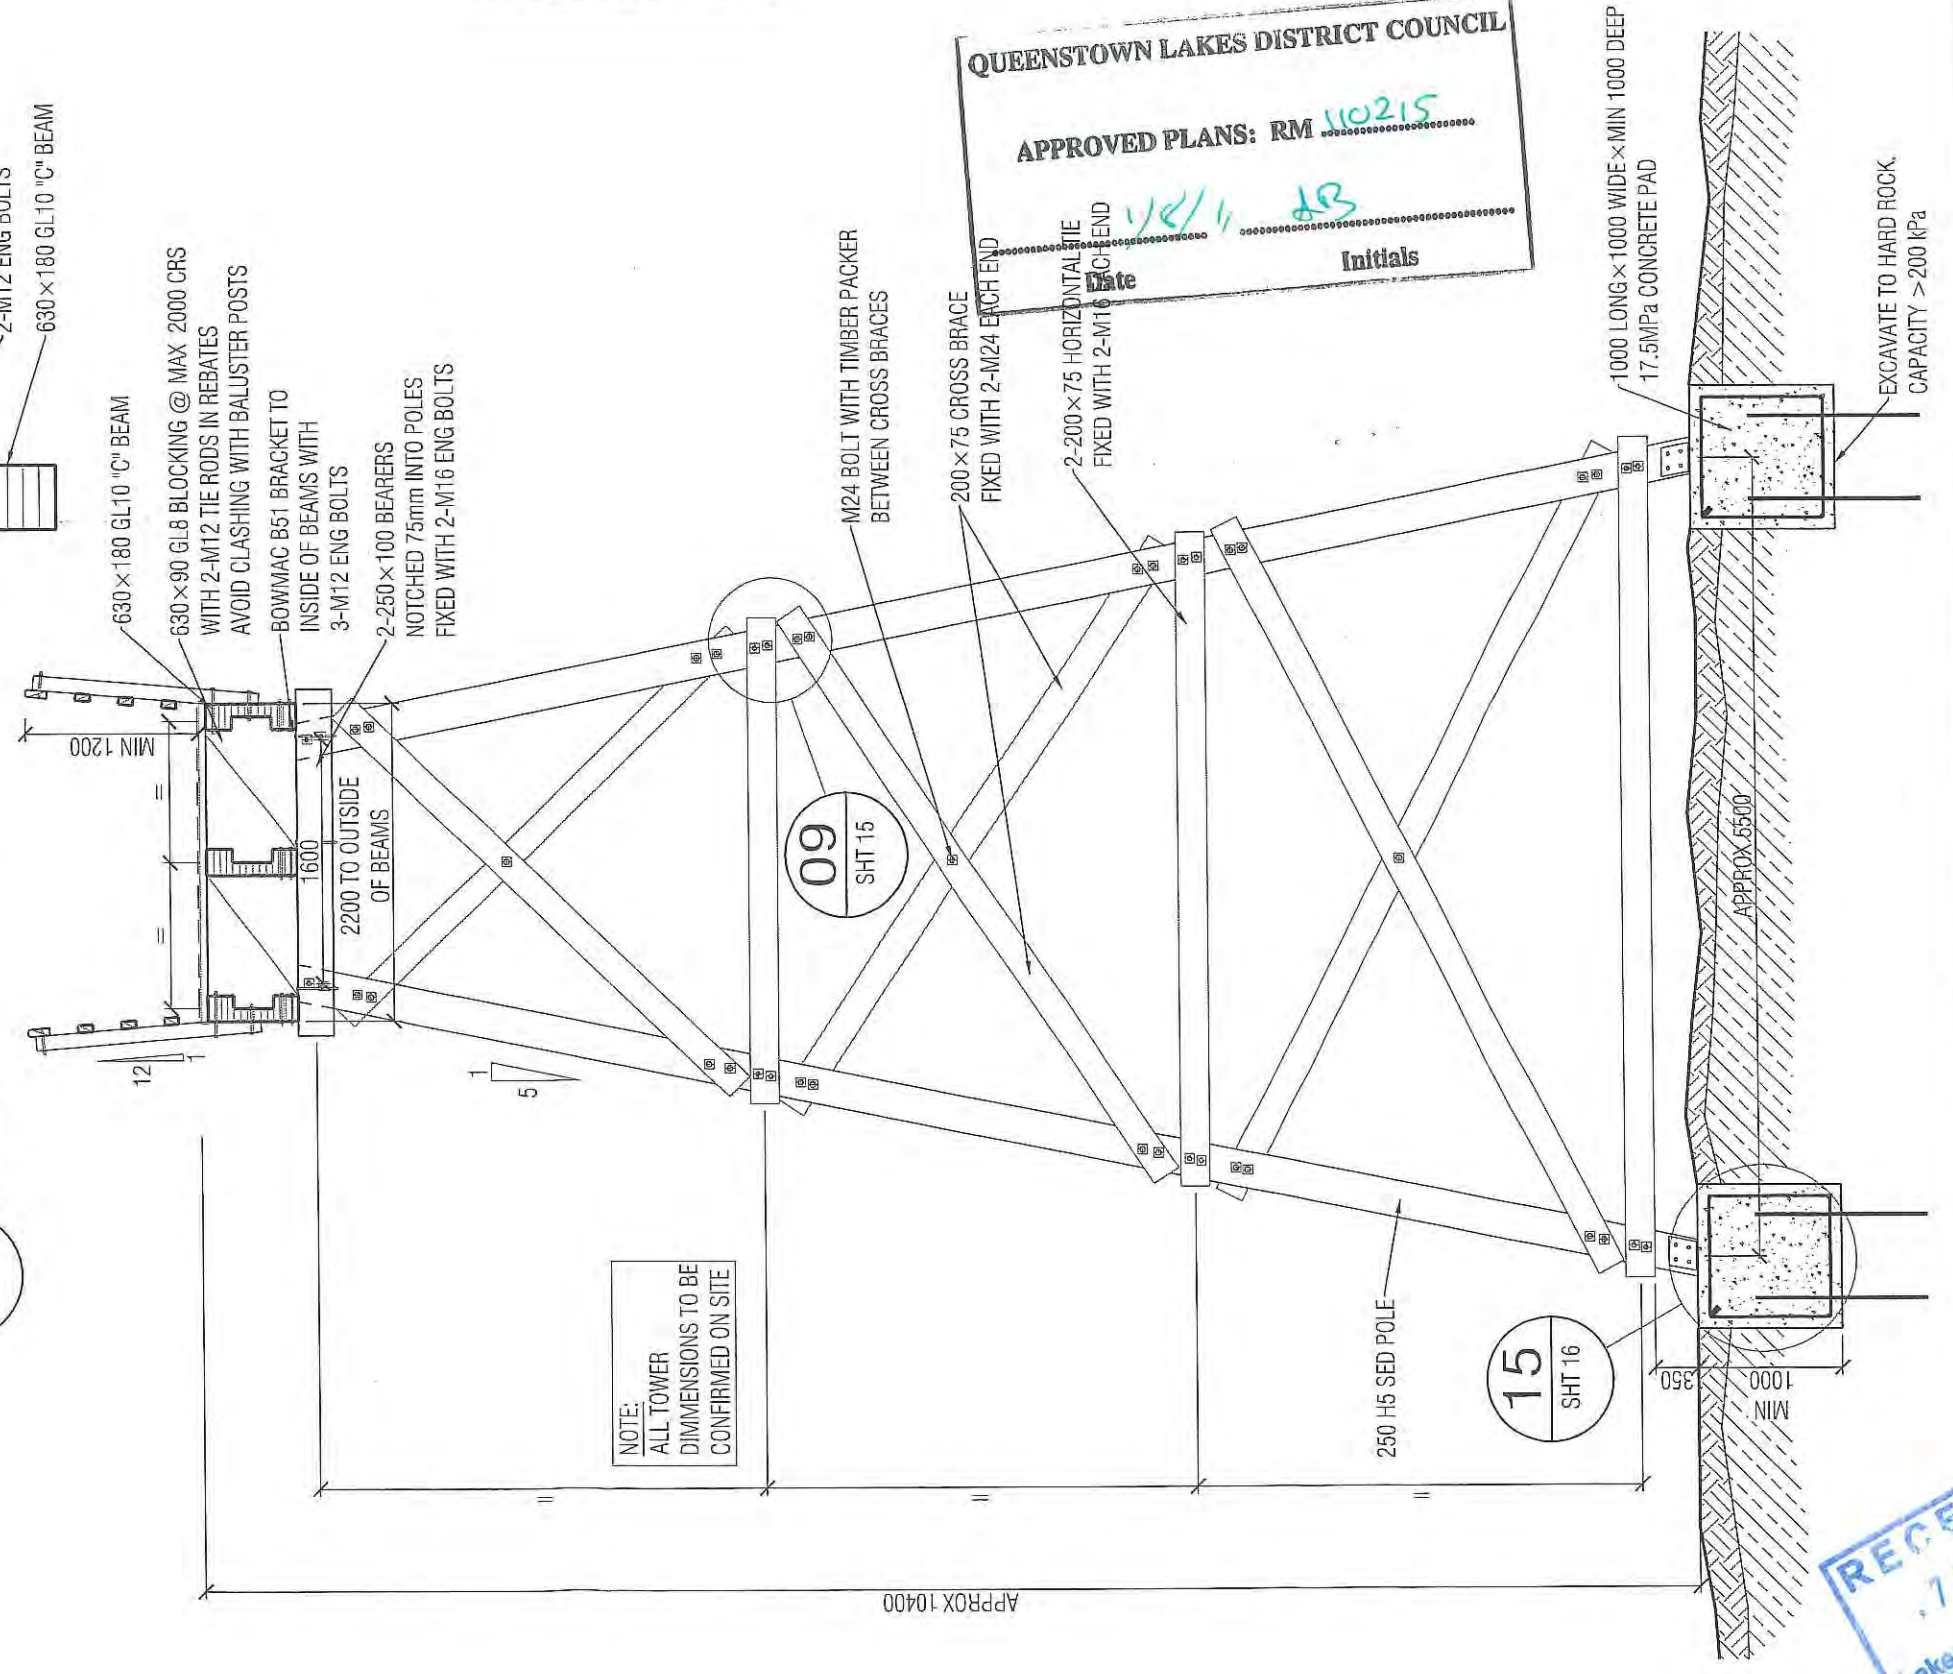 2-M12 ENG BOLTS
630×180 GL10 "C" BEAM
630×180 GL10 "C" BEAM
630×90 GL8 BLOCKING @ MAX 2000 CRS
WITH 2-M12 TIE RODS IN REBATES
AVOID CLASHING WITH BALUSTER POSTS
BOWMAC B51 BRACKET TO
INSIDE OF BEAMS WITH
3-M12 ENG BOLTS
2-250×100 BEARERS
NOTCHED 75mm INTO POLES
FIXED WITH 2-M16 ENG BOLTS
MIN 1200
=
=
1600
2200 TO OUTSIDE
OF BEAMS
12
1
1
5
M24 BOLT WITH TIMBER PACKER
BETWEEN CROSS BRACES
200×75 CROSS BRACE
FIXED WITH 2-M24 EACH END
2-200×75 HORIZONTAL TIE
FIXED WITH 2-M16 EACH END
QUEENSTOWN LAKES DISTRICT COUNCIL
APPROVED PLANS: RM 110215
1/8/11 AB
Date
Initials
09
SHT 15
NOTE:
ALL TOWER
DIMMENSIONS TO BE
CONFIRMED ON SITE
=
=
=
APPROX 10400
250 H5 SED POLE
15
SHT 16
350
1000
MIN
APPROX 5500
1000 LONG×1000 WIDE×MIN 1000 DEEP
17.5MPa CONCRETE PAD
EXCAVATE TO HARD ROCK.
CAPACITY >200 kPa